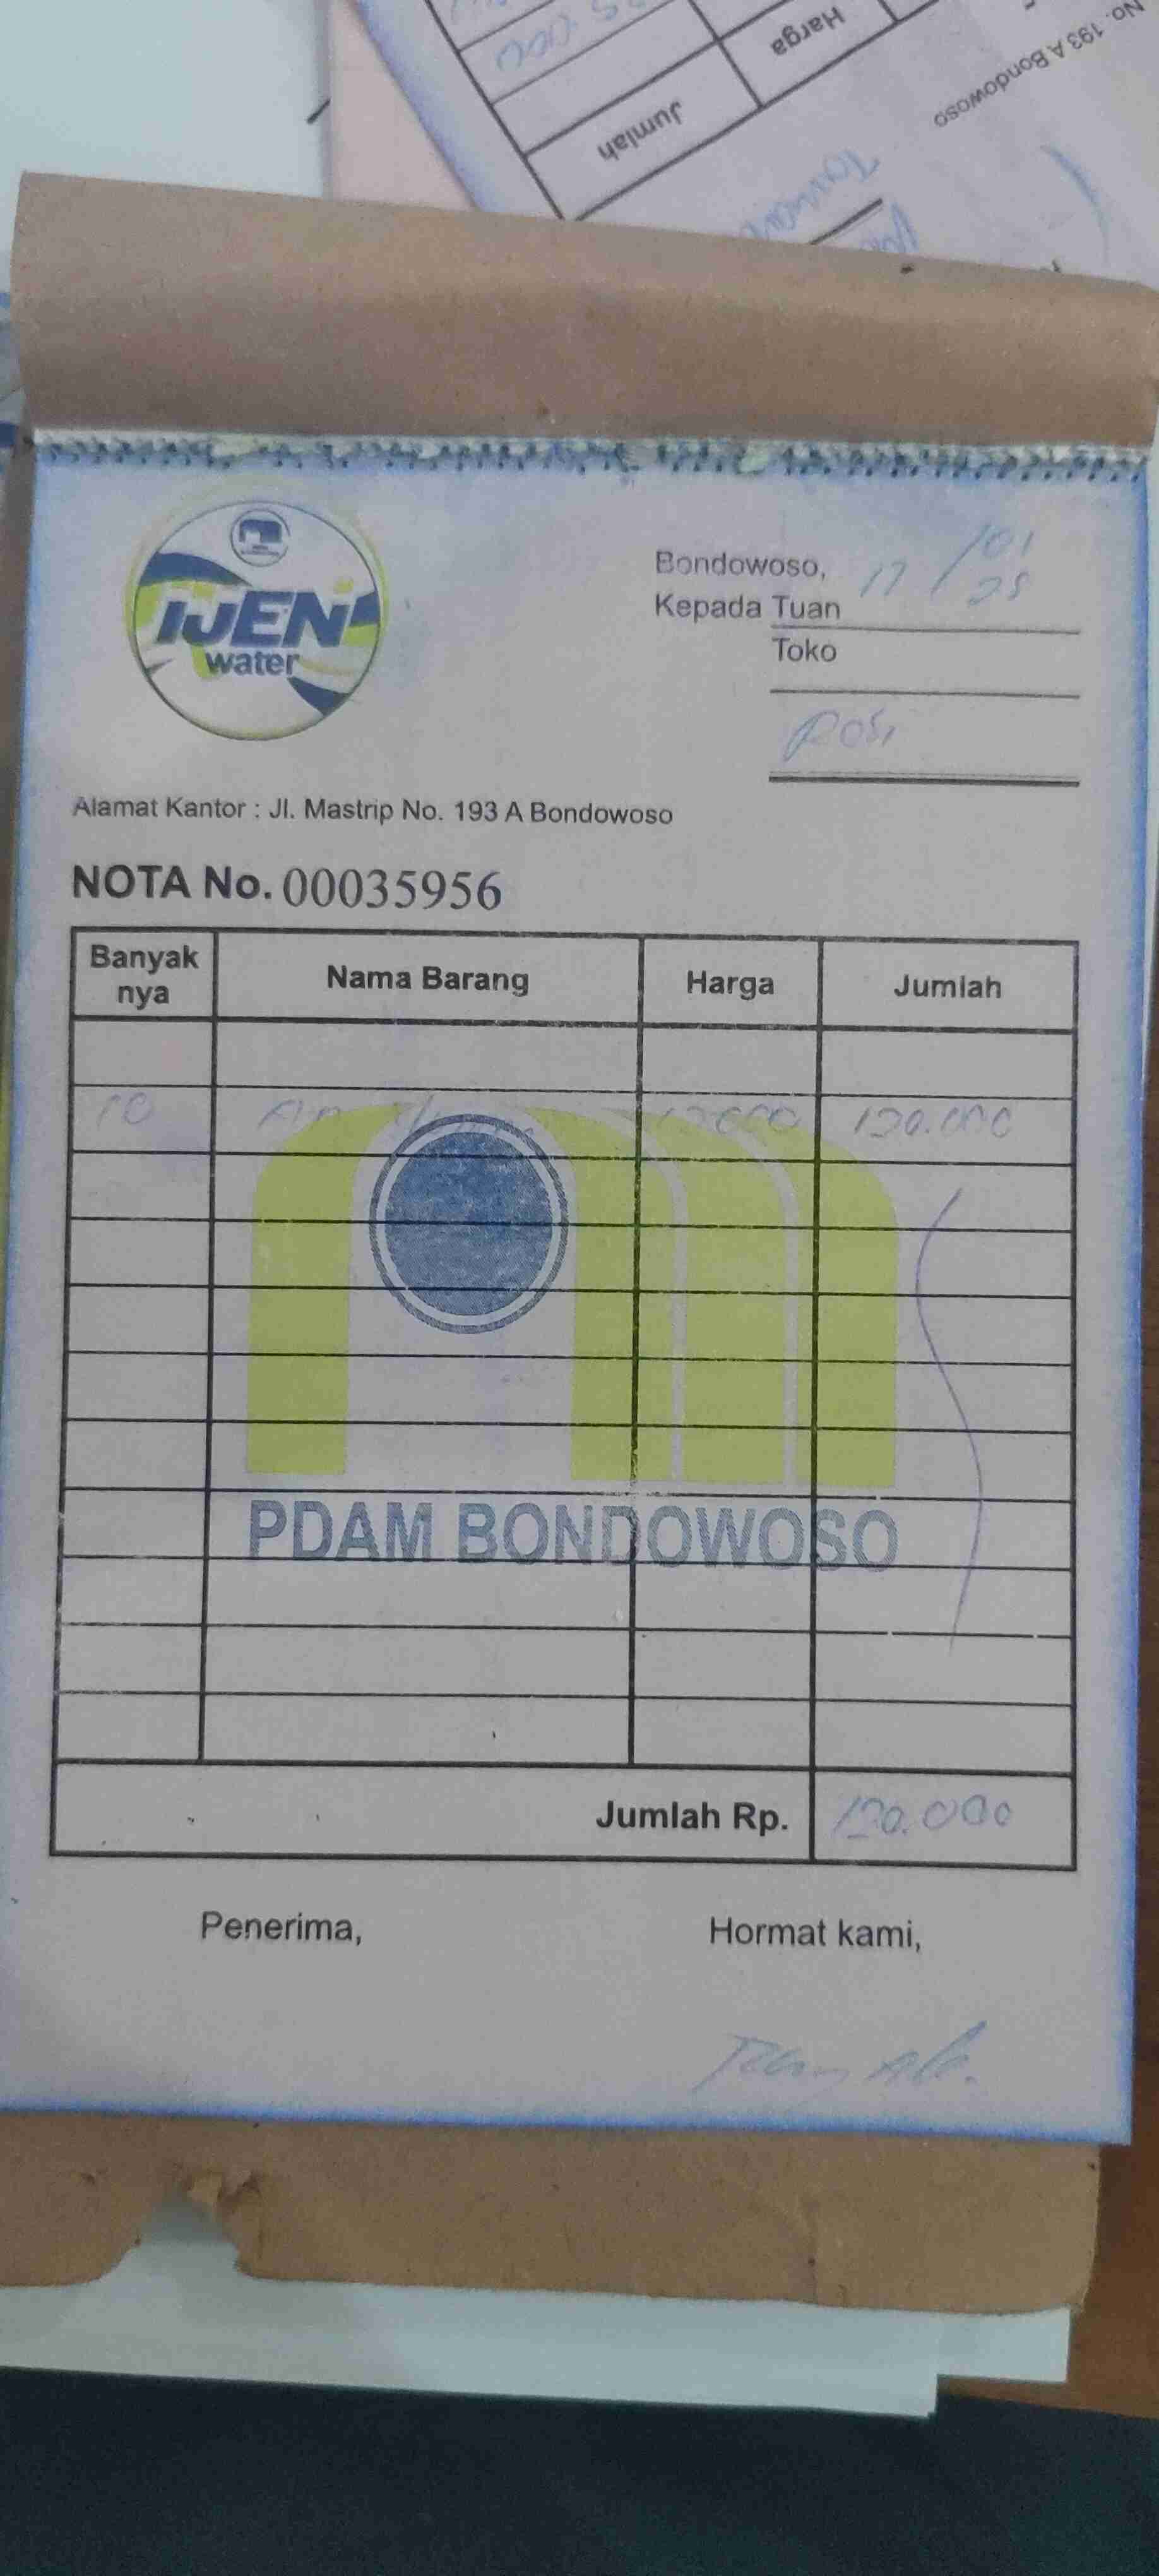 No. 193 A Bondowoso
Harga
Jumlah
IJEN
water
Bondowoso, 17/01/25
Kepada Tuan
Toko
Rosi
Alamat Kantor : Jl. Mastrip No. 193 A Bondowoso
NOTA No. 00035956
Banyak nya Nama Barang Harga Jumlah
10 Air 12000 120.000
PDAM BONDOWOSO
Jumlah Rp. 120.000
Penerima, Hormat kami,